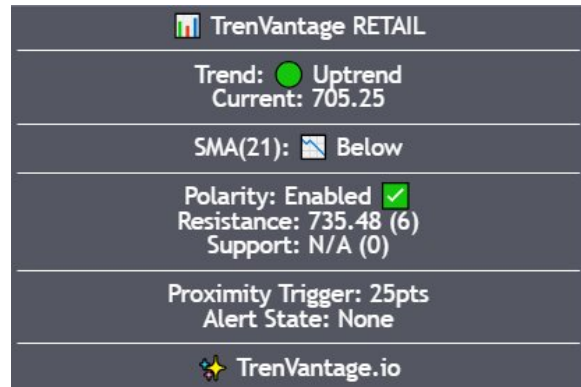 📊 TrenVantage RETAIL
Trend: 🟢 Uptrend
Current: 705.25
SMA(21): 📉 Below
Polarity: Enabled ✅
Resistance: 735.48 (6)
Support: N/A (0)
Proximity Trigger: 25pts
Alert State: None
✨ TrenVantage.io